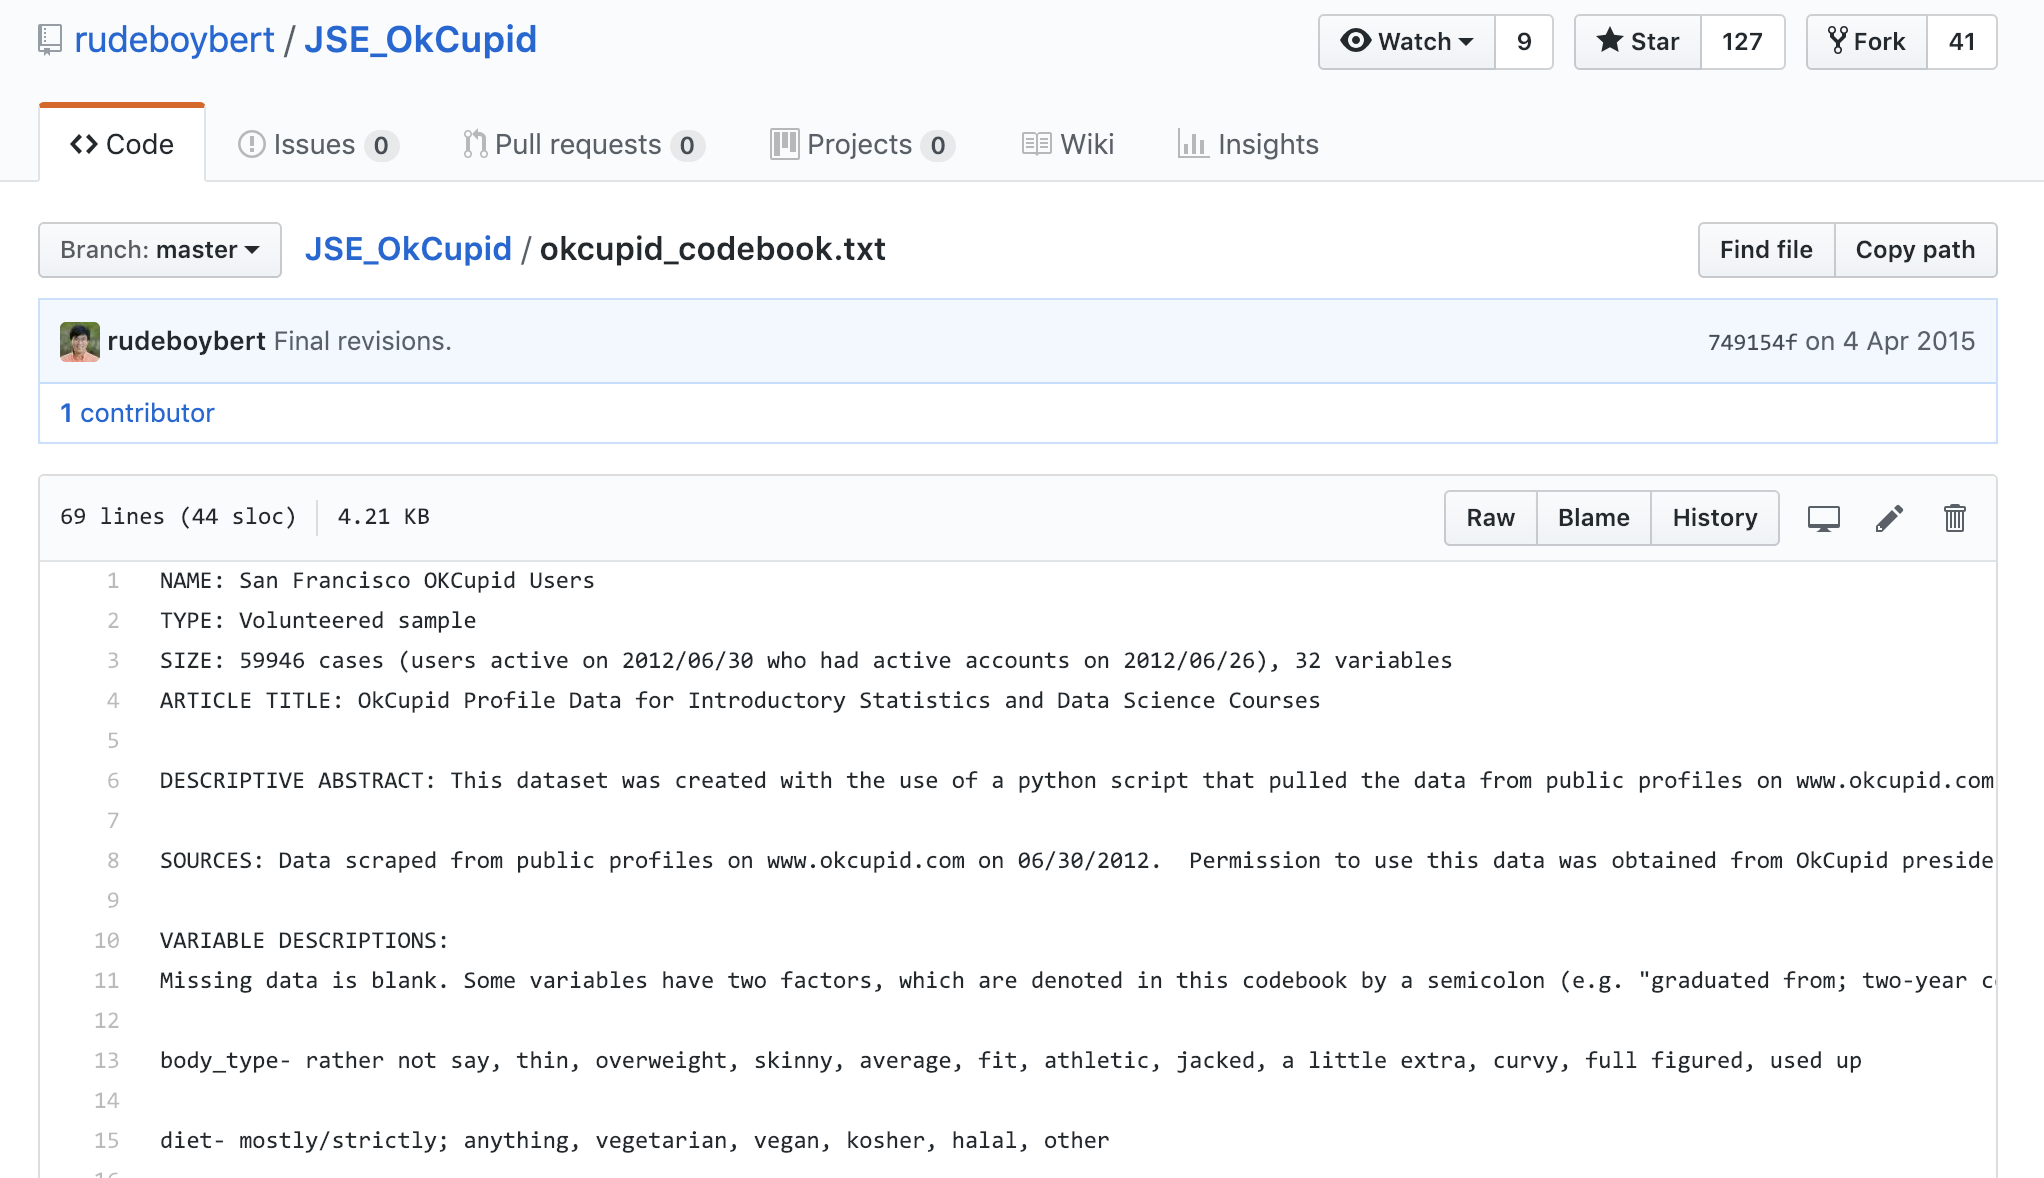 rudeboybert / JSE_OkCupid
Watch 9 Star 127 Fork 41
Code Issues 0 Pull requests 0 Projects 0 Wiki Insights
Branch: master JSE_OkCupid / okcupid_codebook.txt Find file Copy path
rudeboybert Final revisions. 749154f on 4 Apr 2015
1 contributor
69 lines (44 sloc) 4.21 KB Raw Blame History
1 NAME: San Francisco OKCupid Users
2 TYPE: Volunteered sample
3 SIZE: 59946 cases (users active on 2012/06/30 who had active accounts on 2012/06/26), 32 variables
4 ARTICLE TITLE: OkCupid Profile Data for Introductory Statistics and Data Science Courses
5
6 DESCRIPTIVE ABSTRACT: This dataset was created with the use of a python script that pulled the data from public profiles on www.okcupid.com
7
8 SOURCES: Data scraped from public profiles on www.okcupid.com on 06/30/2012.  Permission to use this data was obtained from OkCupid preside
9
10 VARIABLE DESCRIPTIONS:
11 Missing data is blank. Some variables have two factors, which are denoted in this codebook by a semicolon (e.g. "graduated from; two-year c
12
13 body_type- rather not say, thin, overweight, skinny, average, fit, athletic, jacked, a little extra, curvy, full figured, used up
14
15 diet- mostly/strictly; anything, vegetarian, vegan, kosher, halal, other